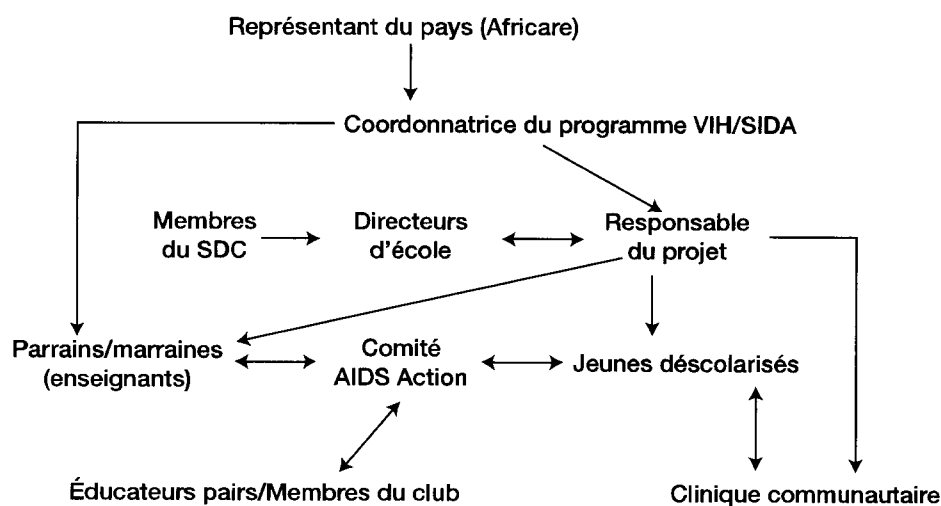 Représentant du pays (Africare)
Coordonnatrice du programme VIH/SIDA
Membres
du SDC
Directeurs
d'école
Responsable
du projet
Parrains/marraines
(enseignants)
Comité
AIDS Action
Jeunes déscolarisés
Éducateurs pairs/Membres du club
Clinique communautaire